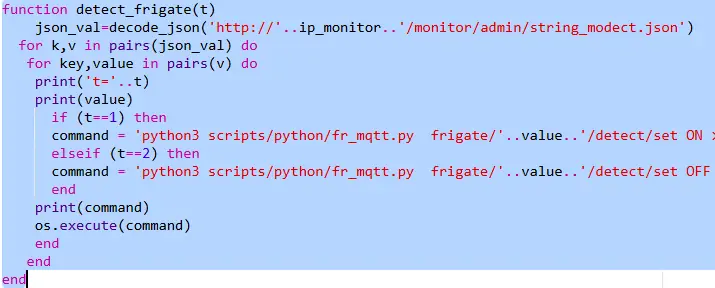 function detect_frigate(t)
    json_val=decode_json('http://'..ip_monitor..'/monitor/admin/string_modect.json')
  for k,v in pairs(json_val) do
   for key,value in pairs(v) do
    print('t='..t)
    print(value)
      if (t==1) then
      command = 'python3 scripts/python/fr_mqtt.py  frigate/'..value..'/detect/set ON >
      elseif (t==2) then
      command = 'python3 scripts/python/fr_mqtt.py  frigate/'..value..'/detect/set OFF
      end
    print(command)
    os.execute(command)
    end
   end
end